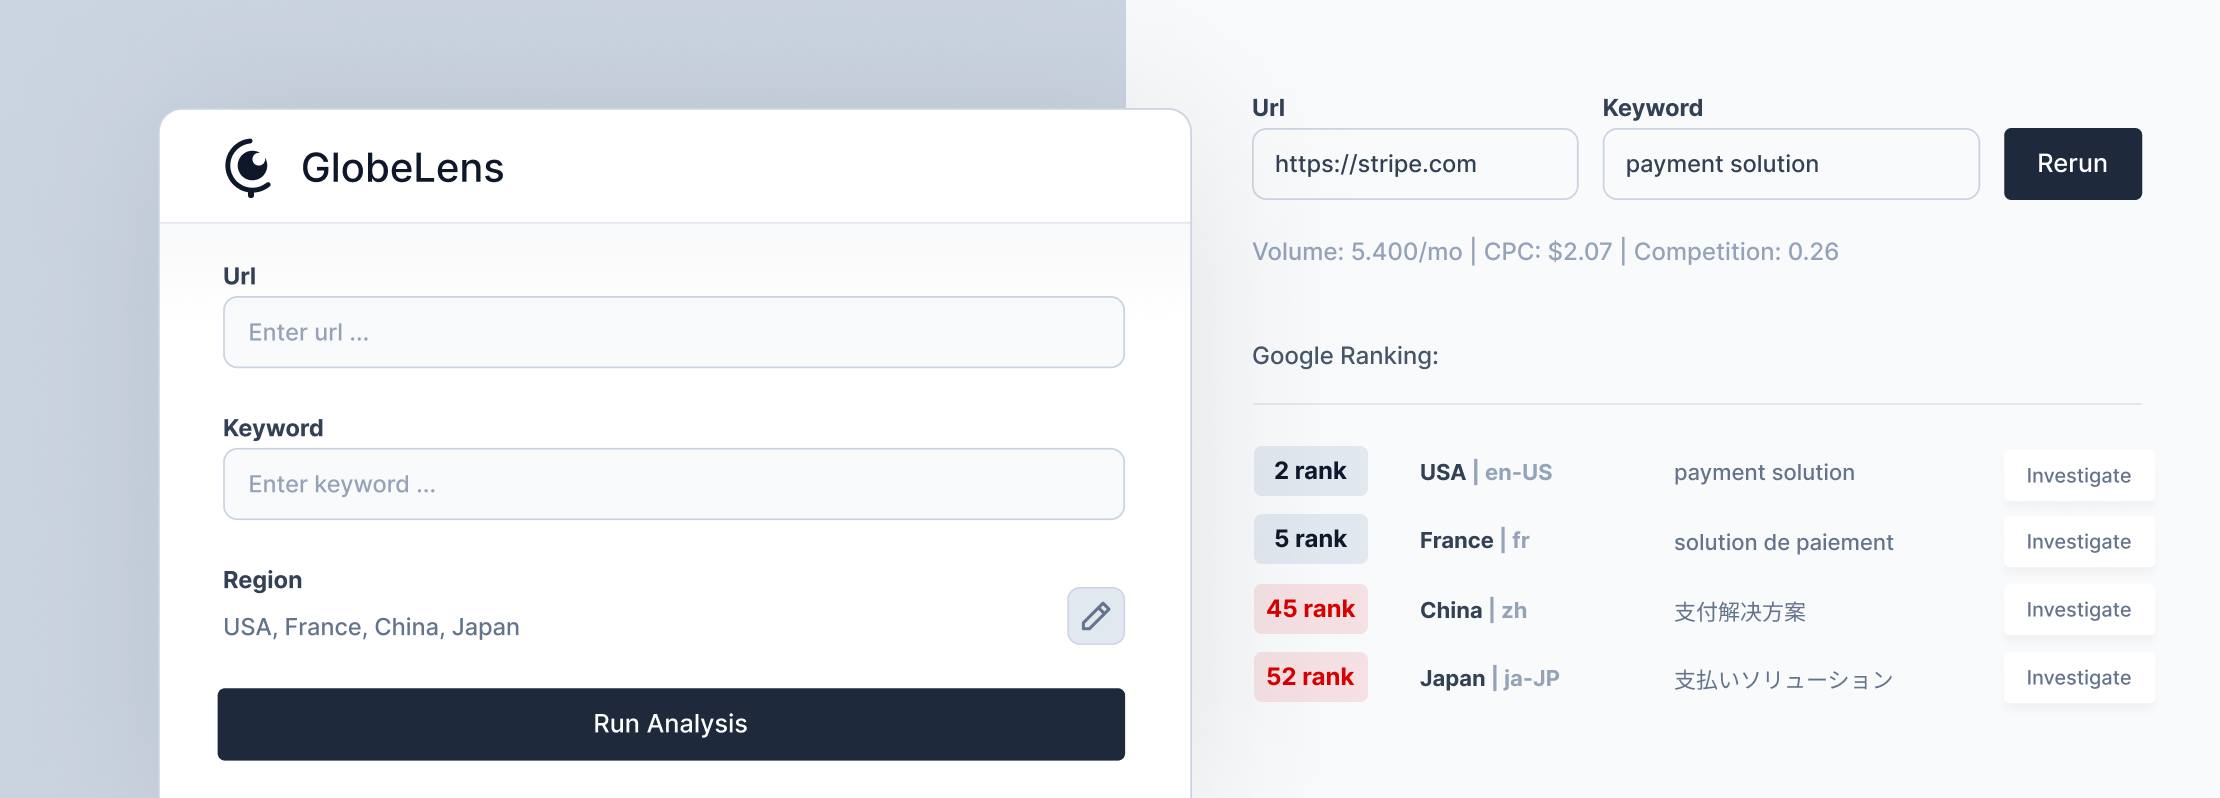 GlobeLens
Url
Enter url ...
Keyword
Enter keyword ...
Region
USA, France, China, Japan
Run Analysis
Url
https://stripe.com
Keyword
payment solution
Rerun
Volume: 5.400/mo | CPC: $2.07 | Competition: 0.26
Google Ranking:
2 rank USA | en-US payment solution Investigate
5 rank France | fr solution de paiement Investigate
45 rank China | zh 支付解决方案 Investigate
52 rank Japan | ja-JP 支払いソリューション Investigate